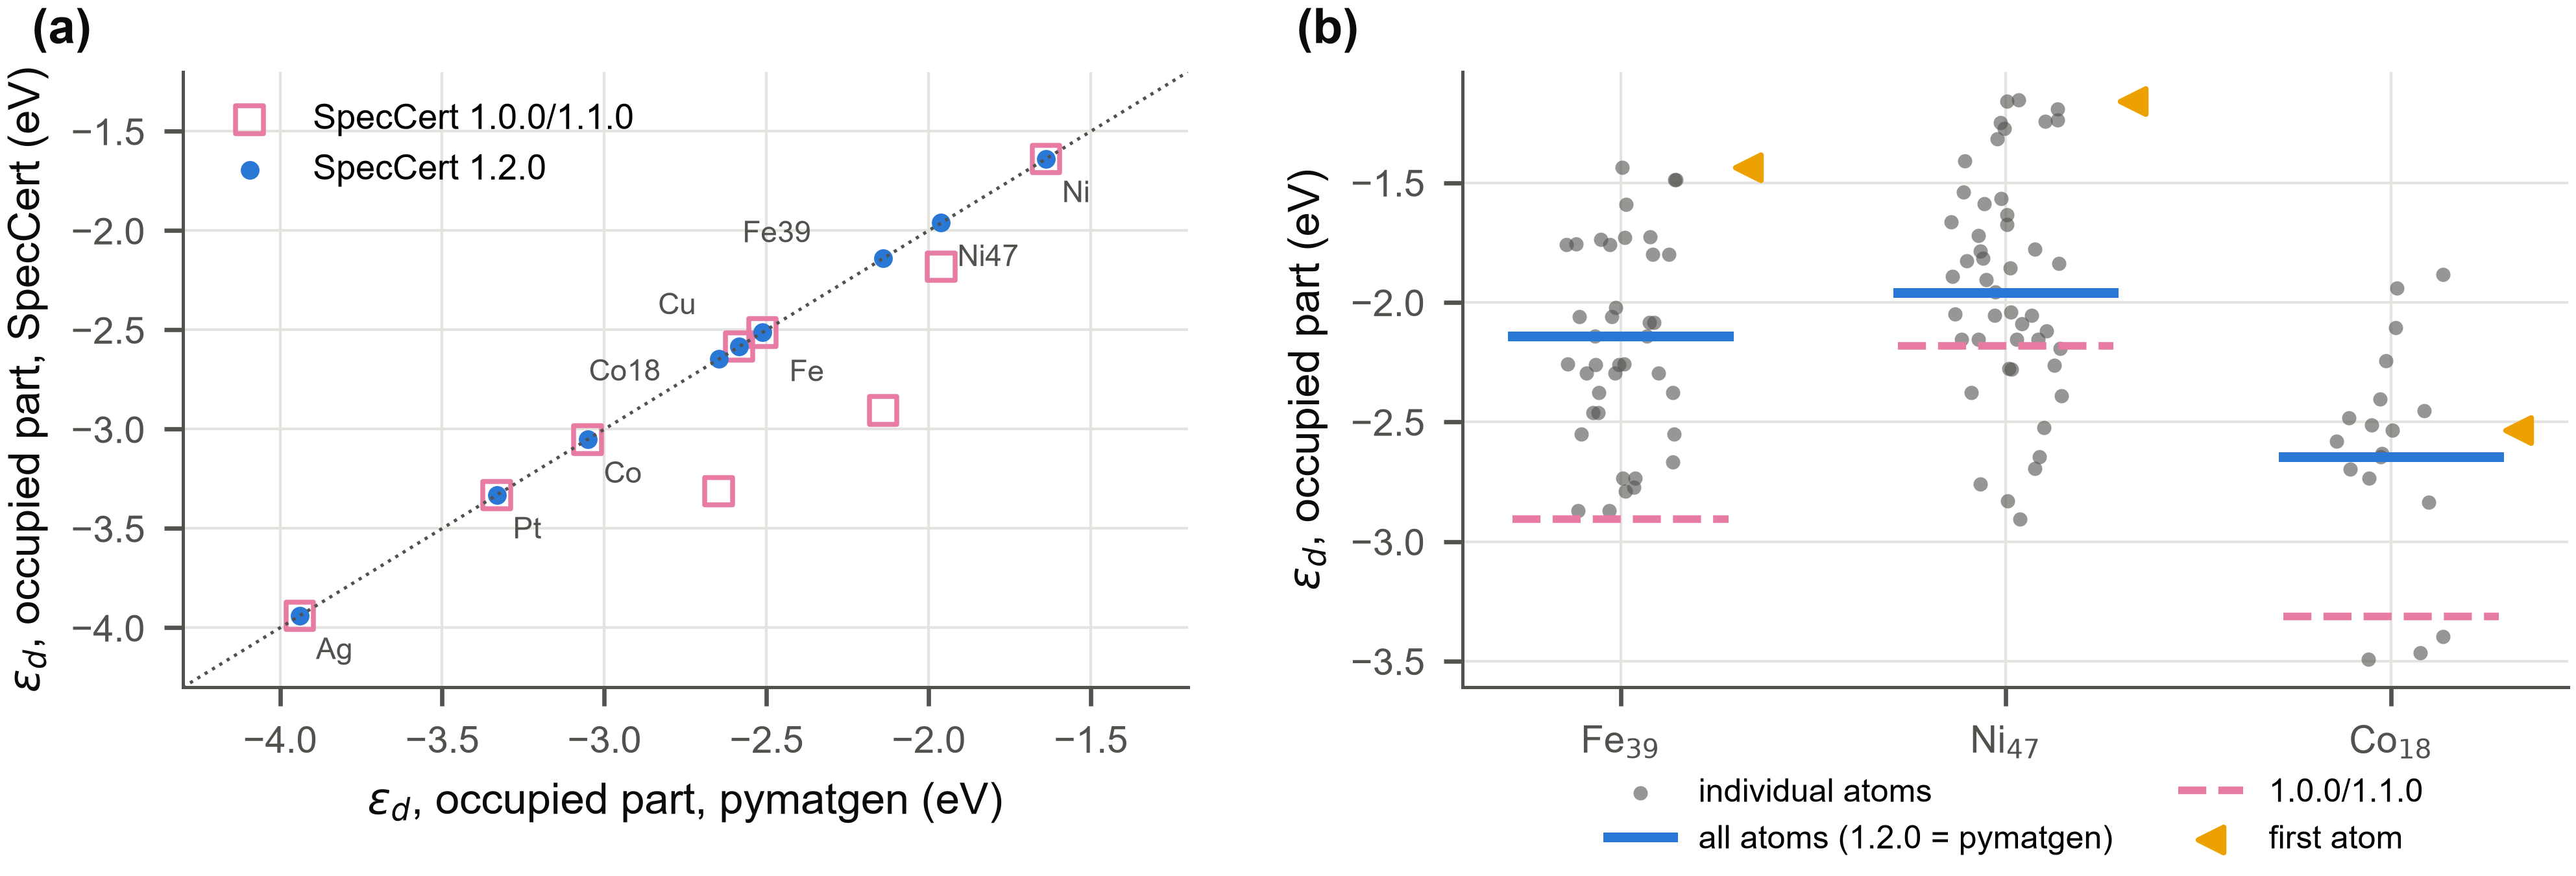 (a)
εd, occupied part, SpecCert (eV)
−1.5
−2.0
−2.5
−3.0
−3.5
−4.0
SpecCert 1.0.0/1.1.0
SpecCert 1.2.0
Ni
Fe39
Ni47
Cu
Co18
Fe
Co
Pt
Ag
−4.0 −3.5 −3.0 −2.5 −2.0 −1.5
εd, occupied part, pymatgen (eV)
(b)
εd, occupied part (eV)
−1.5
−2.0
−2.5
−3.0
−3.5
Fe39 Ni47 Co18
individual atoms
all atoms (1.2.0 = pymatgen)
1.0.0/1.1.0
first atom